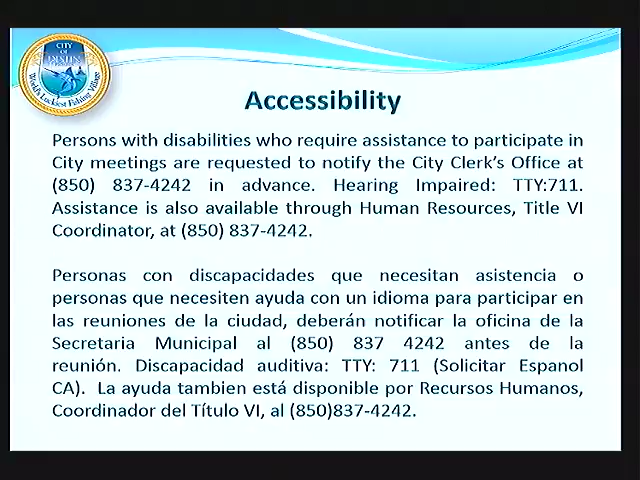 CITY
OF
DESTIN
World's Luckiest Fishing Village
Accessibility
Persons with disabilities who require assistance to participate in
City meetings are requested to notify the City Clerk's Office at
(850) 837-4242 in advance. Hearing Impaired: TTY:711.
Assistance is also available through Human Resources, Title VI
Coordinator, at (850) 837-4242.
Personas con discapacidades que necesitan asistencia o
personas que necesiten ayuda con un idioma para participar en
las reuniones de la ciudad, deberán notificar la oficina de la
Secretaria Municipal al (850) 837 4242 antes de la
reunión. Discapacidad auditiva: TTY: 711 (Solicitar Espanol
CA). La ayuda tambien está disponible por Recursos Humanos,
Coordinador del Título VI, al (850)837-4242.